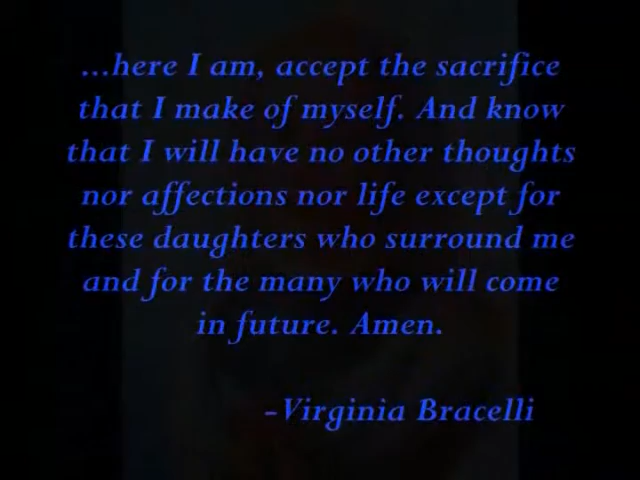 ...here I am, accept the sacrifice
that I make of myself. And know
that I will have no other thoughts
nor affections nor life except for
these daughters who surround me
and for the many who will come
in future. Amen.
-Virginia Bracelli